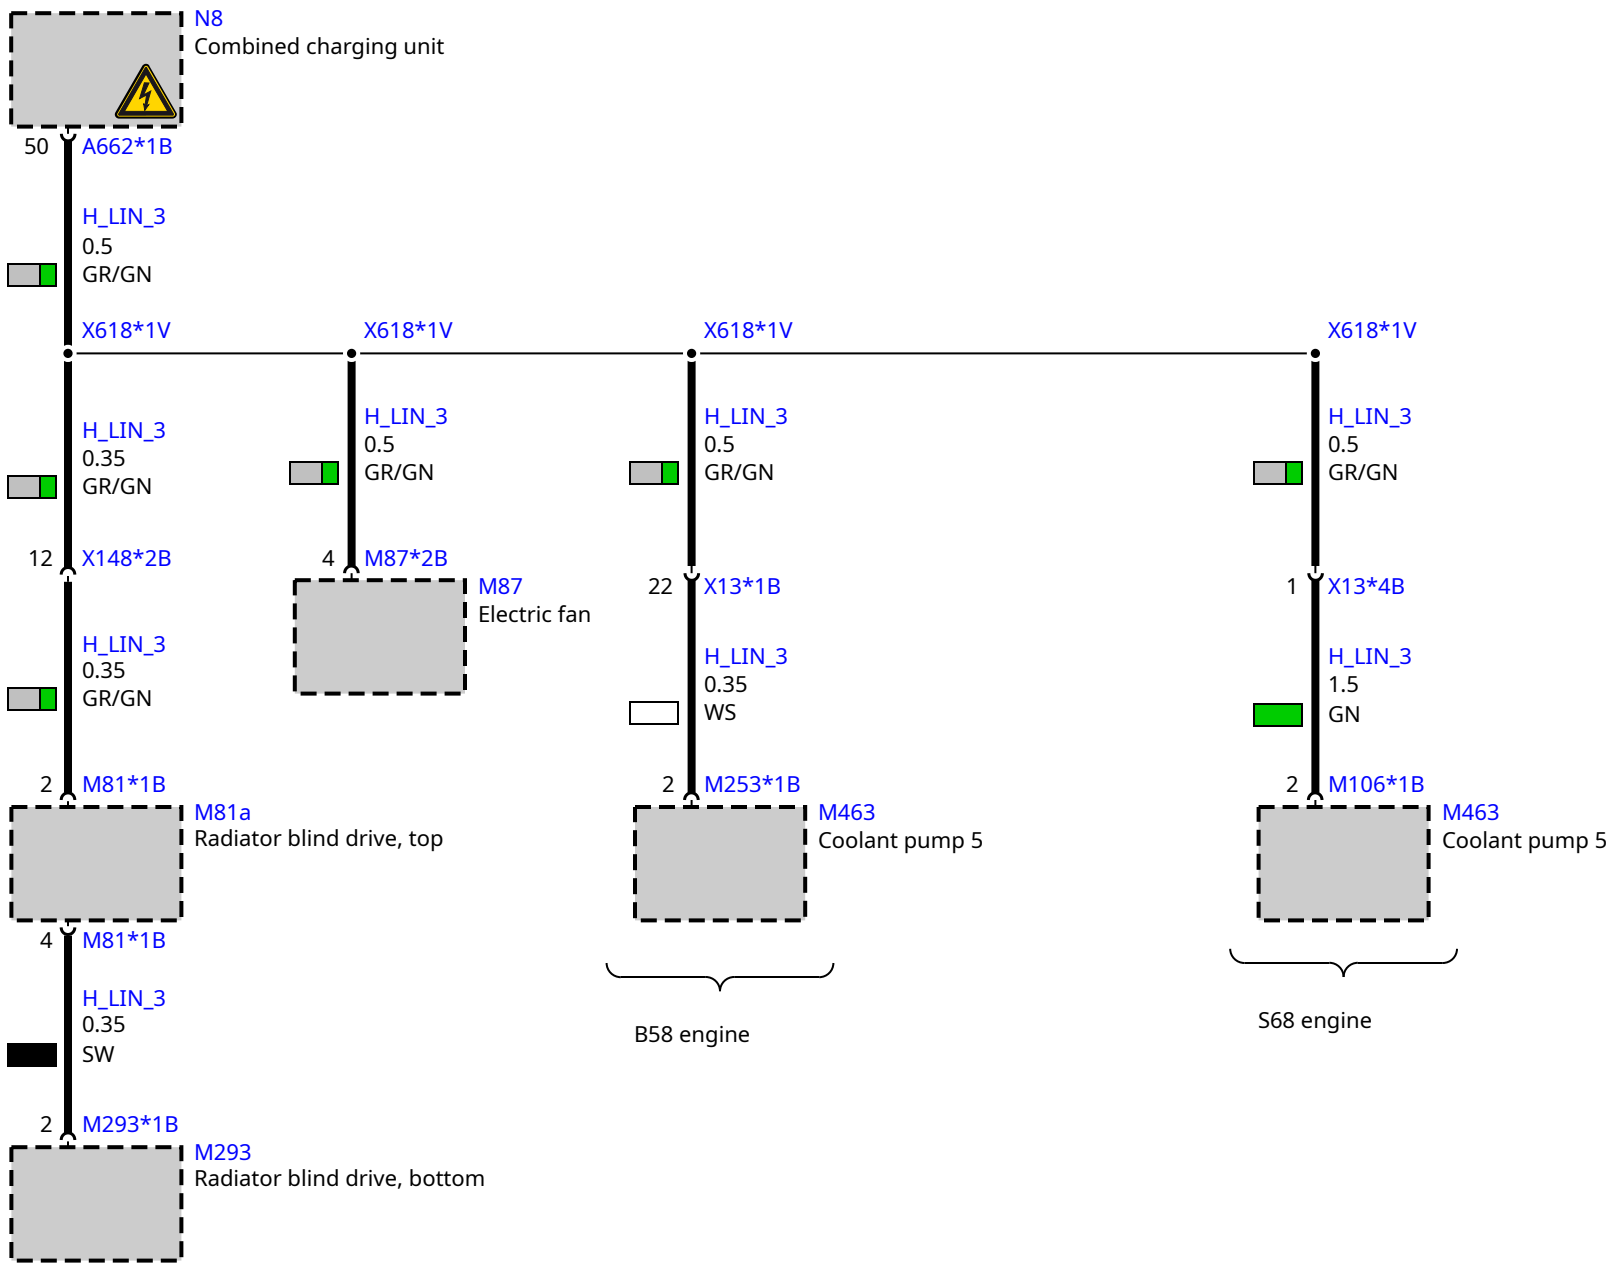 N8
Combined charging unit
50 A662*1B
H_LIN_3
0.5
GR/GN
X618*1V X618*1V X618*1V X618*1V
H_LIN_3
0.35
GR/GN
H_LIN_3
0.5
GR/GN
H_LIN_3
0.5
GR/GN
H_LIN_3
0.5
GR/GN
12 X148*2B
4 M87*2B
M87
Electric fan
22 X13*1B
1 X13*4B
H_LIN_3
0.35
GR/GN
H_LIN_3
0.35
WS
H_LIN_3
1.5
GN
2 M81*1B
M81a
Radiator blind drive, top
2 M253*1B
M463
Coolant pump 5
2 M106*1B
M463
Coolant pump 5
4 M81*1B
H_LIN_3
0.35
SW
B58 engine
S68 engine
2 M293*1B
M293
Radiator blind drive, bottom